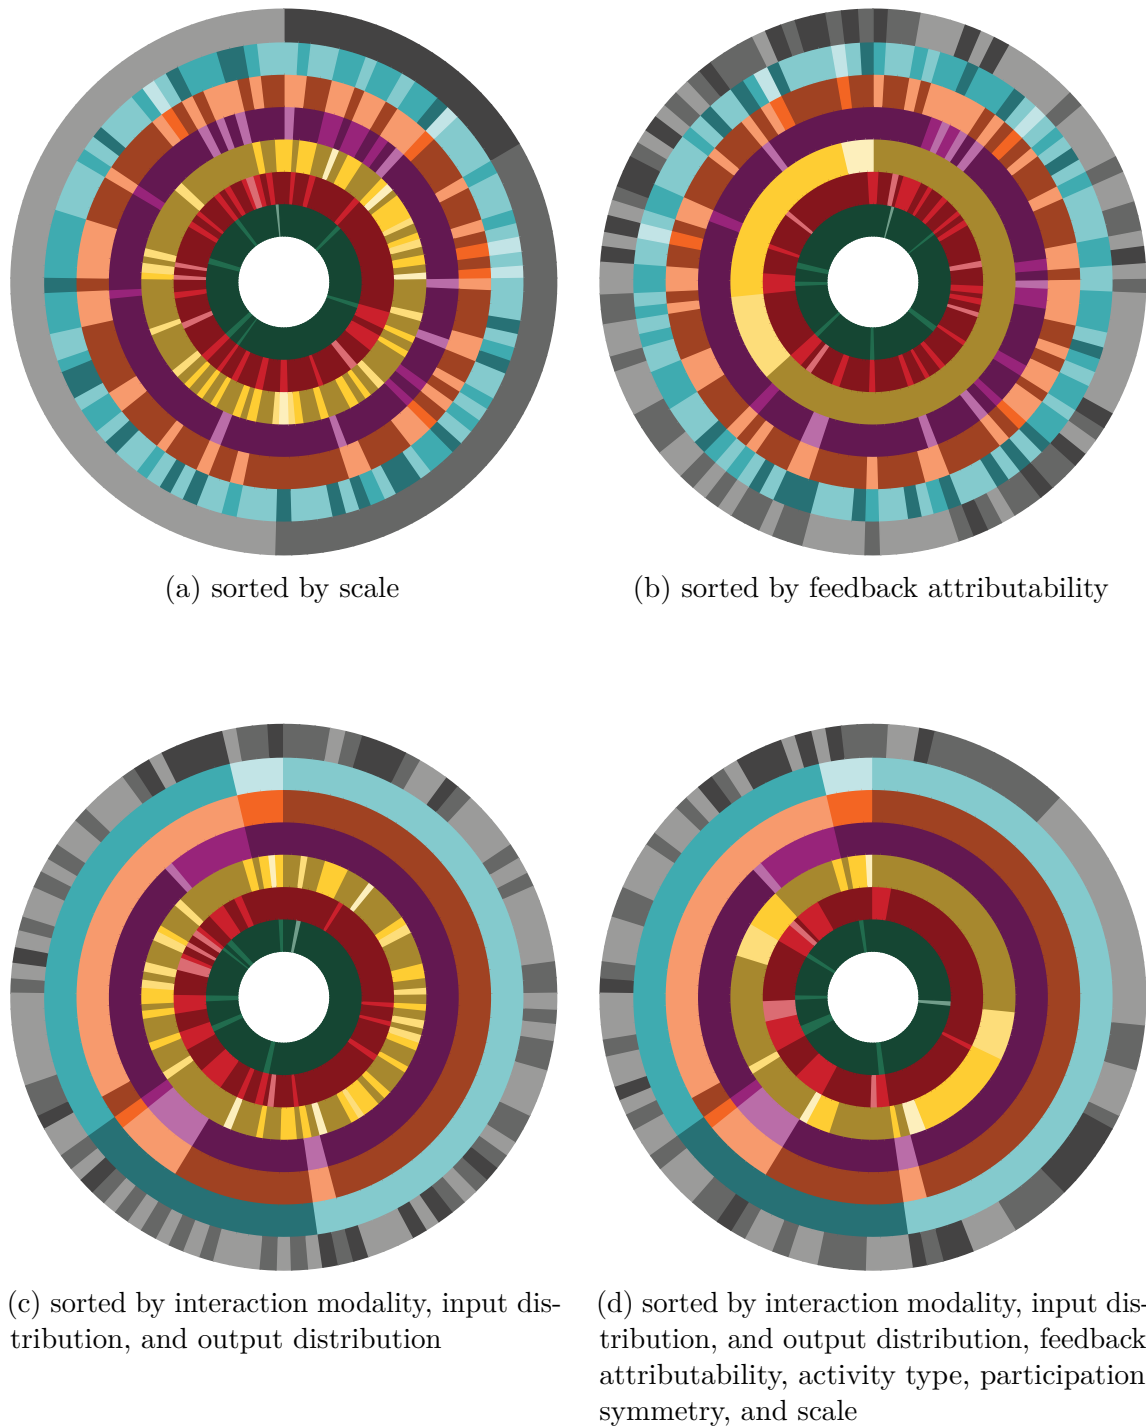 (a) sorted by scale
(b) sorted by feedback attributability
(c) sorted by interaction modality, input dis-
tribution, and output distribution
(d) sorted by interaction modality, input dis-
tribution, and output distribution, feedback
attributability, activity type, participation
symmetry, and scale